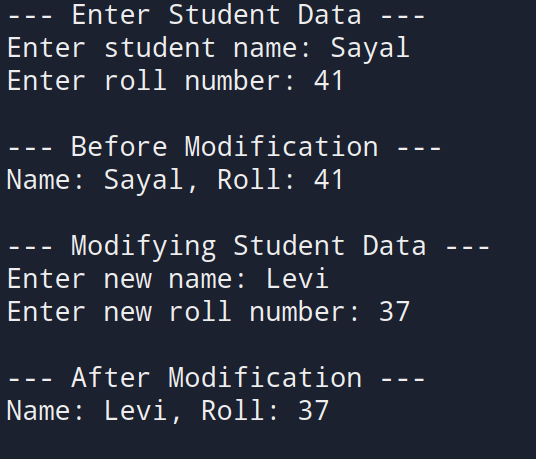 --- Enter Student Data ---
Enter student name: Sayal
Enter roll number: 41
--- Before Modification ---
Name: Sayal, Roll: 41
--- Modifying Student Data ---
Enter new name: Levi
Enter new roll number: 37
--- After Modification ---
Name: Levi, Roll: 37